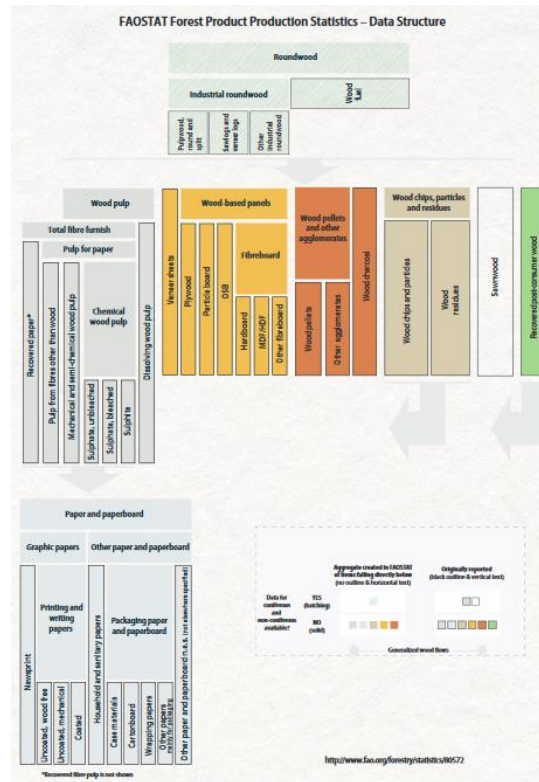 FAOSTAT Forest Product Production Statistics – Data Structure
Roundwood
Industrial roundwood
Wood
fuel
Pulpwood,
round and
split
Sawlogs and
veneer logs
Other
industrial
roundwood
Wood pulp
Total fibre furnish
Pulp for paper
Recovered paper*
Pulp from fibres other than wood
Mechanical and semi-chemical wood pulp
Chemical
wood pulp
Sulphate, unbleached
Sulphate, bleached
Sulphite
Dissolving wood pulp
Veneer sheets
Wood-based panels
Plywood
Particle board
OSB
Fibreboard
Hardboard
MDF/HDF
Other fibreboard
Wood pellets
and other
agglomerates
Wood pellets
Other agglomerates
Wood charcoal
Wood chips, particles
and residues
Wood chips and particles
Wood
residues
Sawnwood
Recovered post-consumer wood
Paper and paperboard
Graphic papers
Other paper and paperboard
Newsprint
Printing and
writing
papers
Uncoated, wood free
Uncoated, mechanical
Coated
Household and sanitary papers
Packaging paper
and paperboard
Case materials
Cartonboard
Wrapping papers
Other papers
mainly for packaging
Other paper and paperboard n.e.s. (not elsewhere specified)
*Recovered fibre pulp is not shown
Aggregate created in FAOSTAT
of items falling directly below
(no outline & horizontal text)
Originally reported
(black outline & vertical text)
Data for
coniferous
and
non-coniferous
available?
YES
(hatching)
NO
(solid)
Generalized wood flows
http://www.fao.org/forestry/statistics/80572